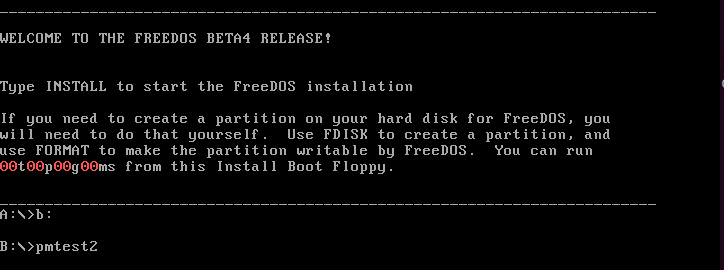 WELCOME TO THE FREEDOS BETA4 RELEASE!
Type INSTALL to start the FreeDOS installation
If you need to create a partition on your hard disk for FreeDOS, you
will need to do that yourself.  Use FDISK to create a partition, and
use FORMAT to make the partition writable by FreeDOS.  You can run
00t00p00g00ms from this Install Boot Floppy.
A:\>b:
B:\>pmtest2